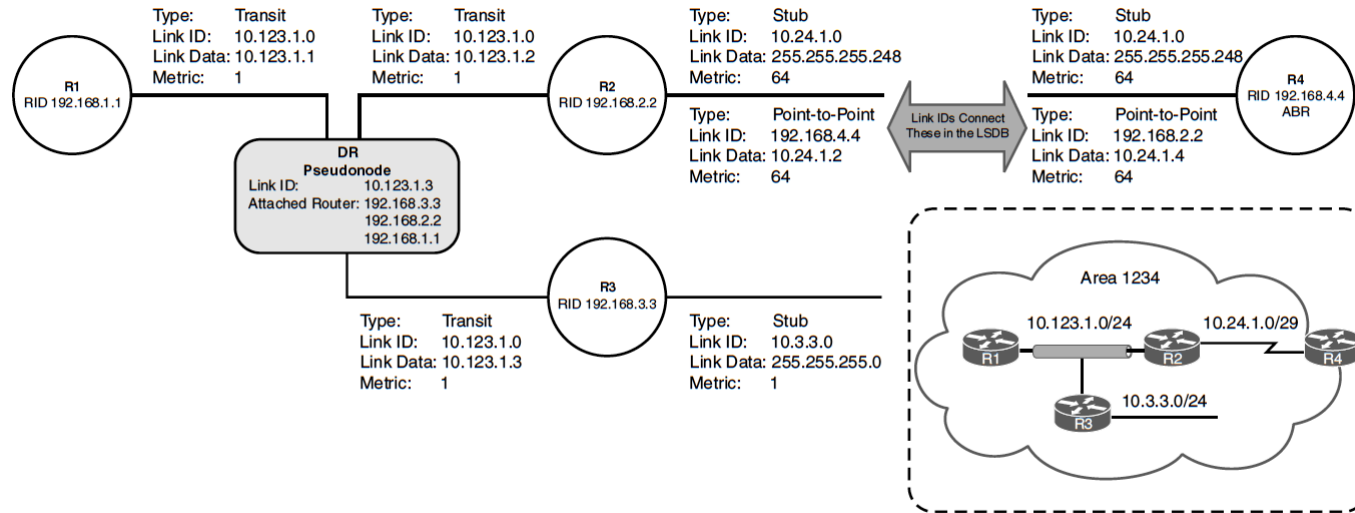 Type: Transit
Link ID: 10.123.1.0
Link Data: 10.123.1.1
Metric: 1
Type: Transit
Link ID: 10.123.1.0
Link Data: 10.123.1.2
Metric: 1
Type: Stub
Link ID: 10.24.1.0
Link Data: 255.255.255.248
Metric: 64
Type: Stub
Link ID: 10.24.1.0
Link Data: 255.255.255.248
Metric: 64
R1
RID 192.168.1.1
R2
RID 192.168.2.2
R4
RID 192.168.4.4
ABR
Link IDs Connect
These in the LSDB
Type: Point-to-Point
Link ID: 192.168.4.4
Link Data: 10.24.1.2
Metric: 64
Type: Point-to-Point
Link ID: 192.168.2.2
Link Data: 10.24.1.4
Metric: 64
DR
Pseudonode
Link ID: 10.123.1.3
Attached Router: 192.168.3.3
192.168.2.2
192.168.1.1
R3
RID 192.168.3.3
Type: Transit
Link ID: 10.123.1.0
Link Data: 10.123.1.3
Metric: 1
Type: Stub
Link ID: 10.3.3.0
Link Data: 255.255.255.0
Metric: 1
Area 1234
10.123.1.0/24
10.24.1.0/29
R1
R2
R4
10.3.3.0/24
R3